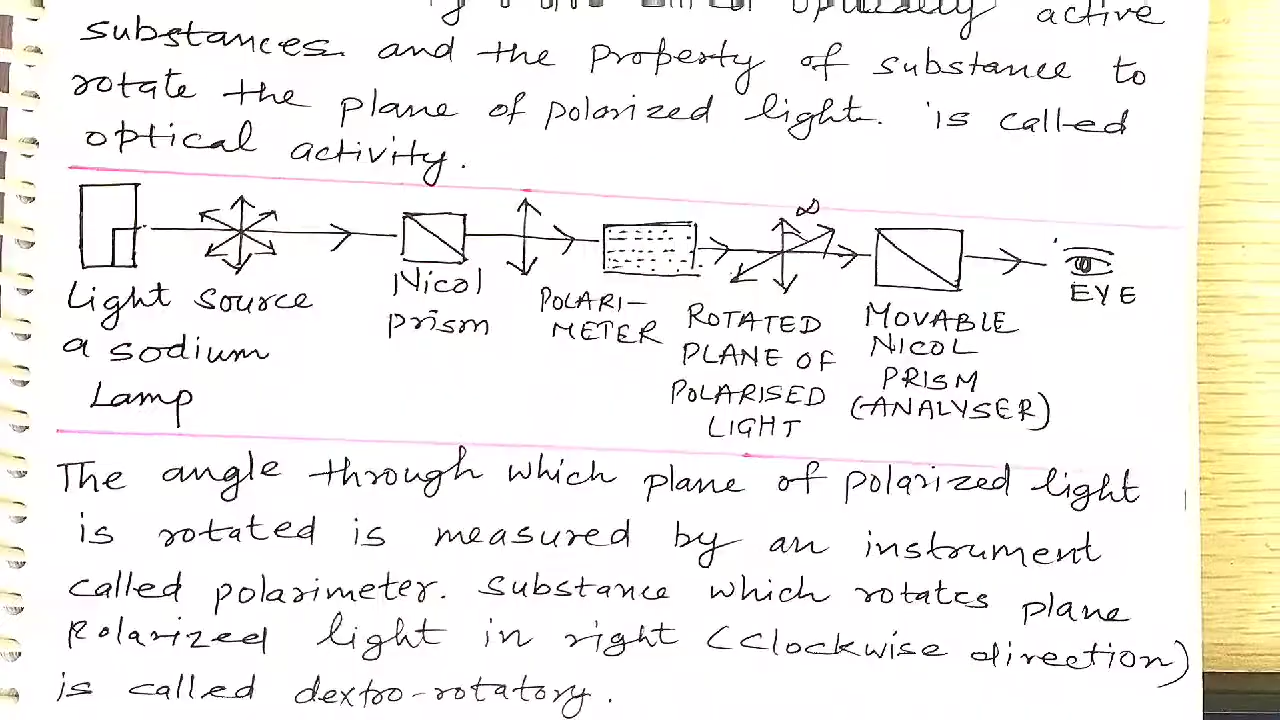 optically active
substances. and the property of substance to
rotate the plane of polarized light. is called
optical activity.
∞
Light source
a sodium
Lamp
Nicol
prism
POLARI-
METER
ROTATED
PLANE OF
POLARISED
LIGHT
MOVABLE
NICOL
PRISM
(ANALYSER)
EYE
The angle through which plane of polarized light
is rotated is measured by an instrument
called polarimeter. Substance which rotates plane
Polarized light in right (clockwise direction)
is called dextro-rotatory.